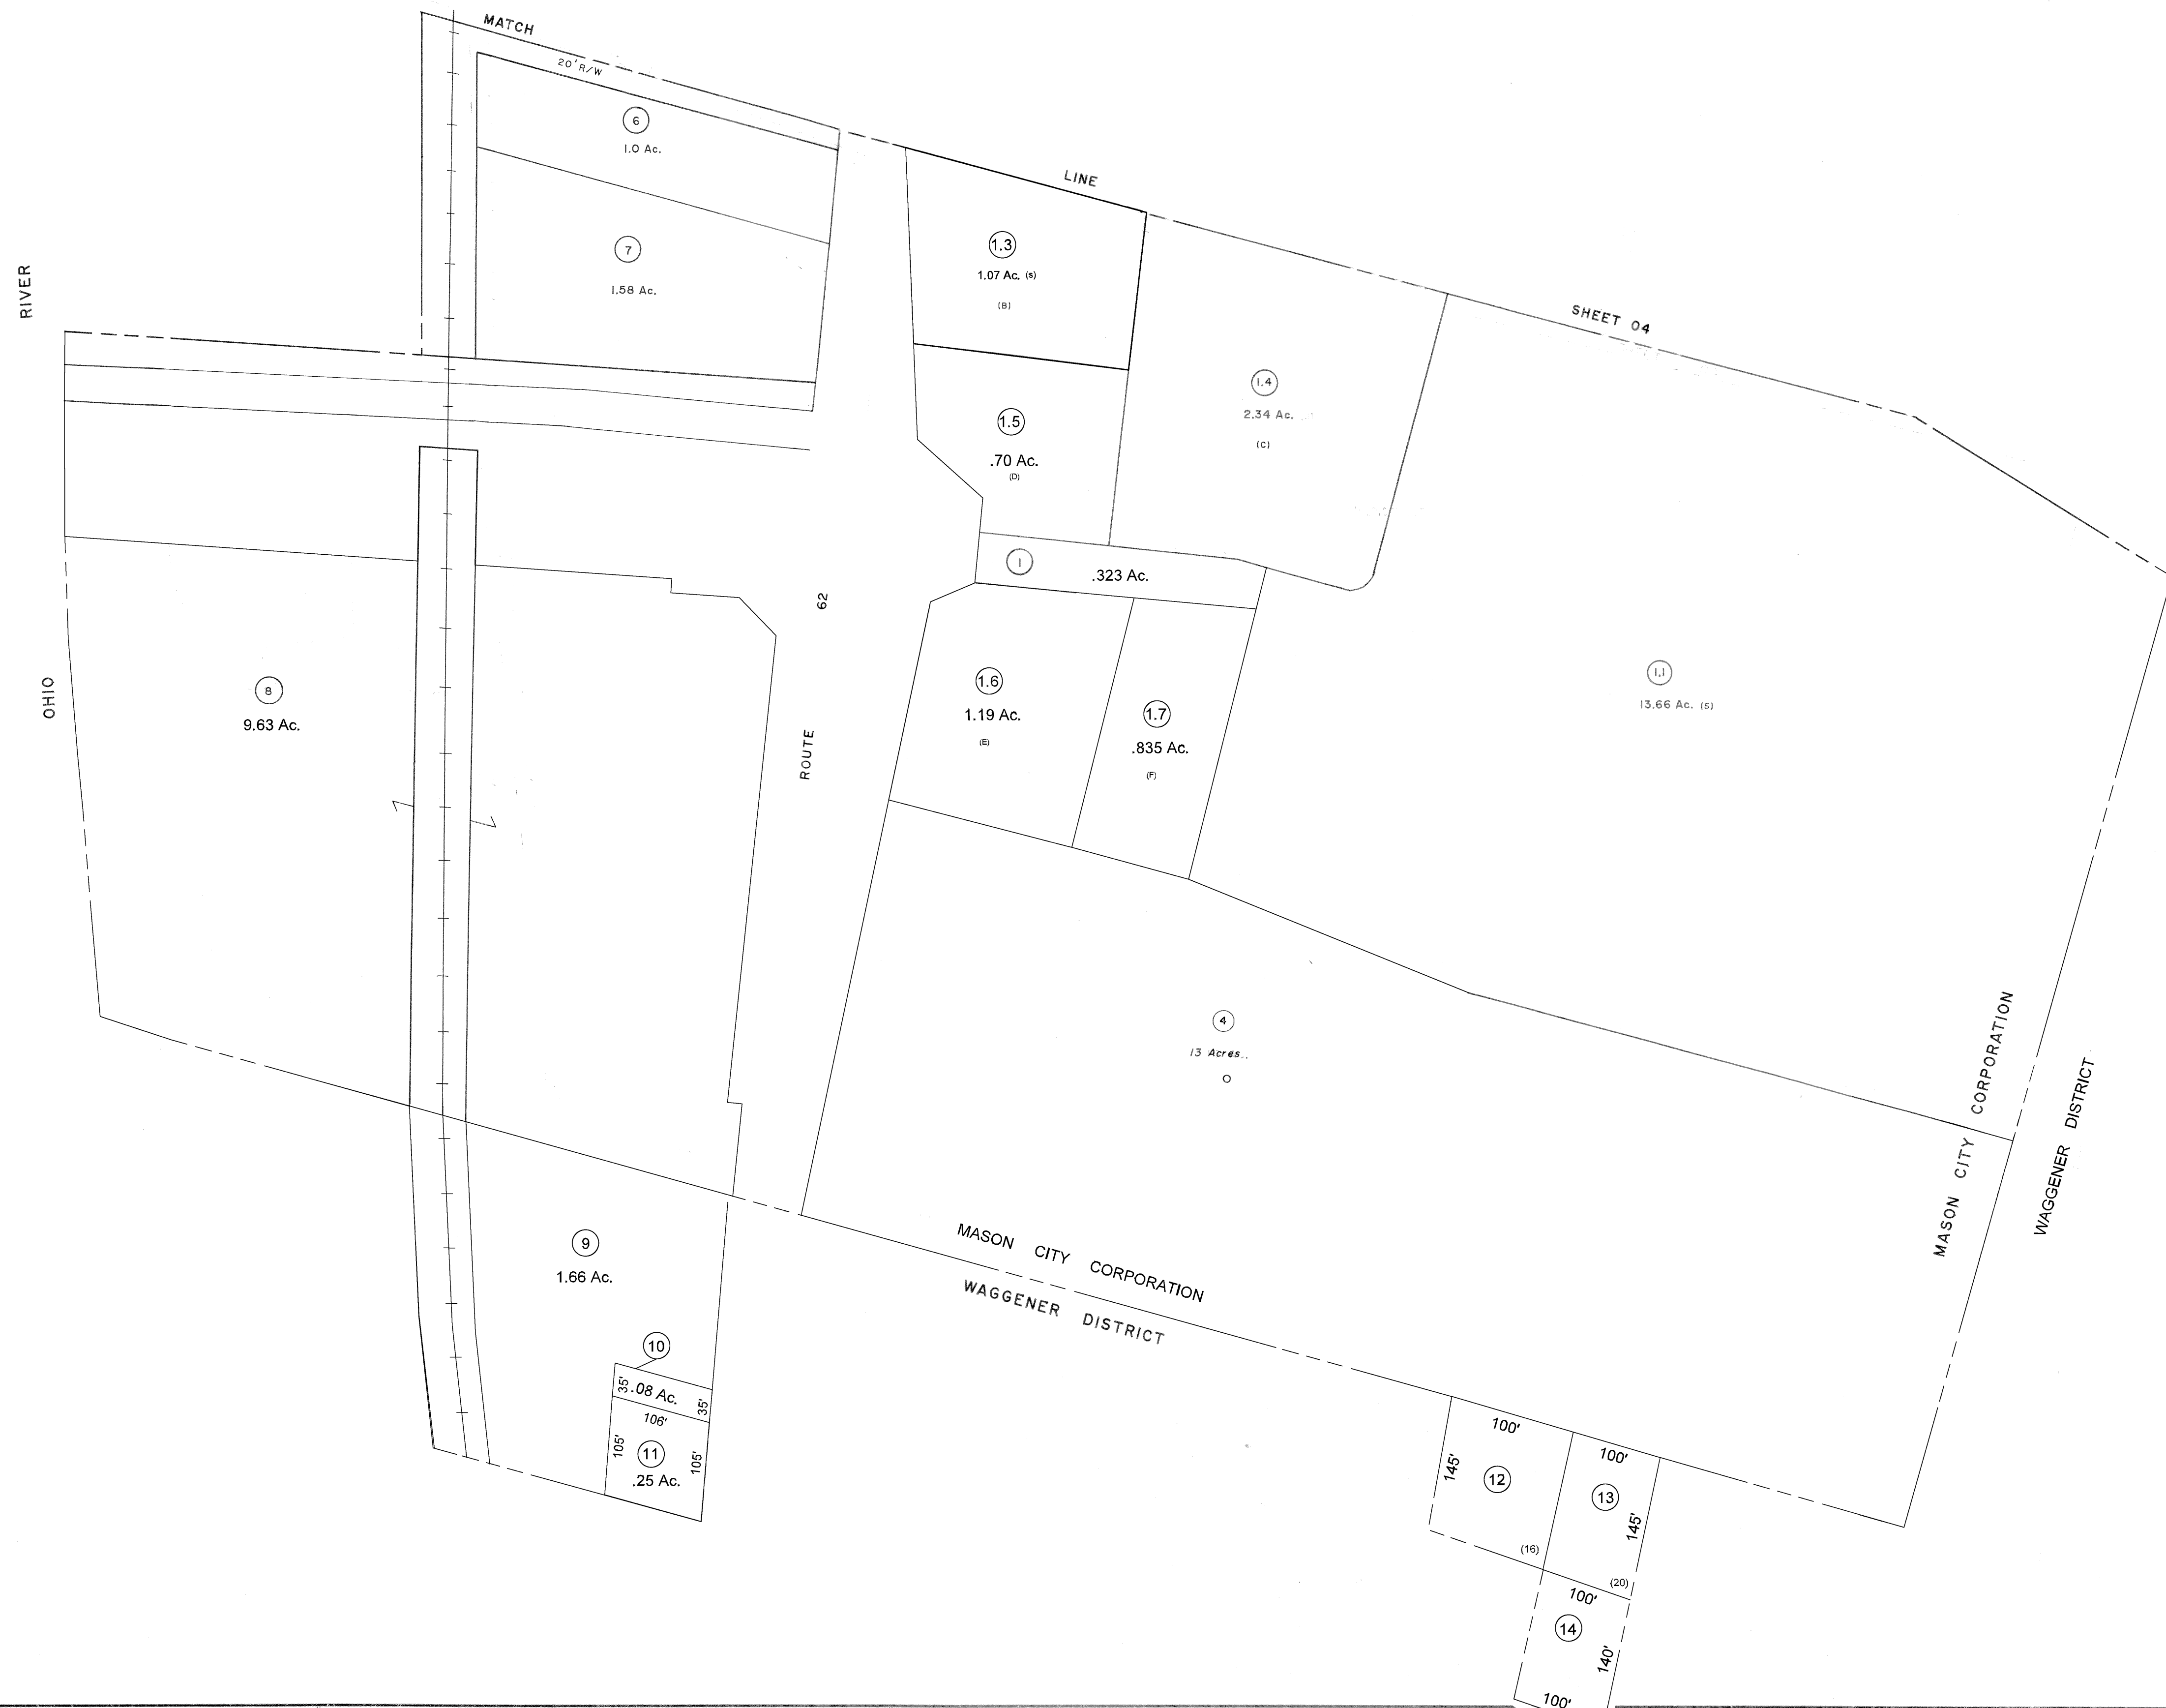 MATCH
20' R/W
6
1.0 Ac.
LINE
7
1.58 Ac.
1.3
1.07 Ac. (s)
(B)
RIVER
SHEET 04
1.4
2.34 Ac.
(C)
1.5
.70 Ac.
(D)
1
.323 Ac.
62
ROUTE
OHIO
8
9.63 Ac.
1.6
1.19 Ac.
(E)
1.7
.835 Ac.
(F)
1.1
13.66 Ac. (s)
4
13 Acres..
MASON CITY CORPORATION
WAGGENER DISTRICT
9
1.66 Ac.
MASON CITY CORPORATION
WAGGENER DISTRICT
10
35'
.08 Ac.
35'
106'
105'
11
105'
.25 Ac.
100'
145'
12
(16)
100'
13
145'
(20)
100'
14
140'
100'